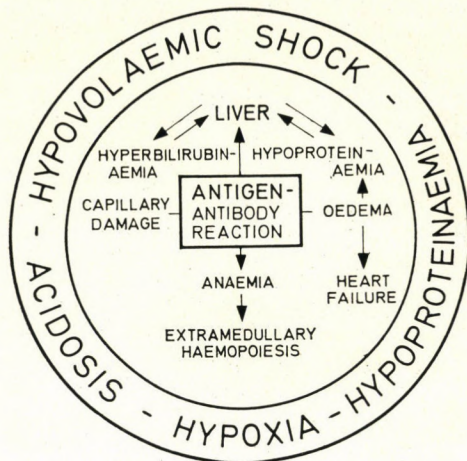 HYPOVOLAEMIC SHOCK -
HYPOPROTEINAEMIA
- HYPOXIA -
ACIDOSIS -
LIVER
HYPERBILIRUBIN-
AEMIA
HYPOPROTEIN-
AEMIA
CAPILLARY
DAMAGE
ANTIGEN-
ANTIBODY
REACTION
OEDEMA
ANAEMIA
HEART
FAILURE
EXTRAMEDULLARY
HAEMOPOIESIS